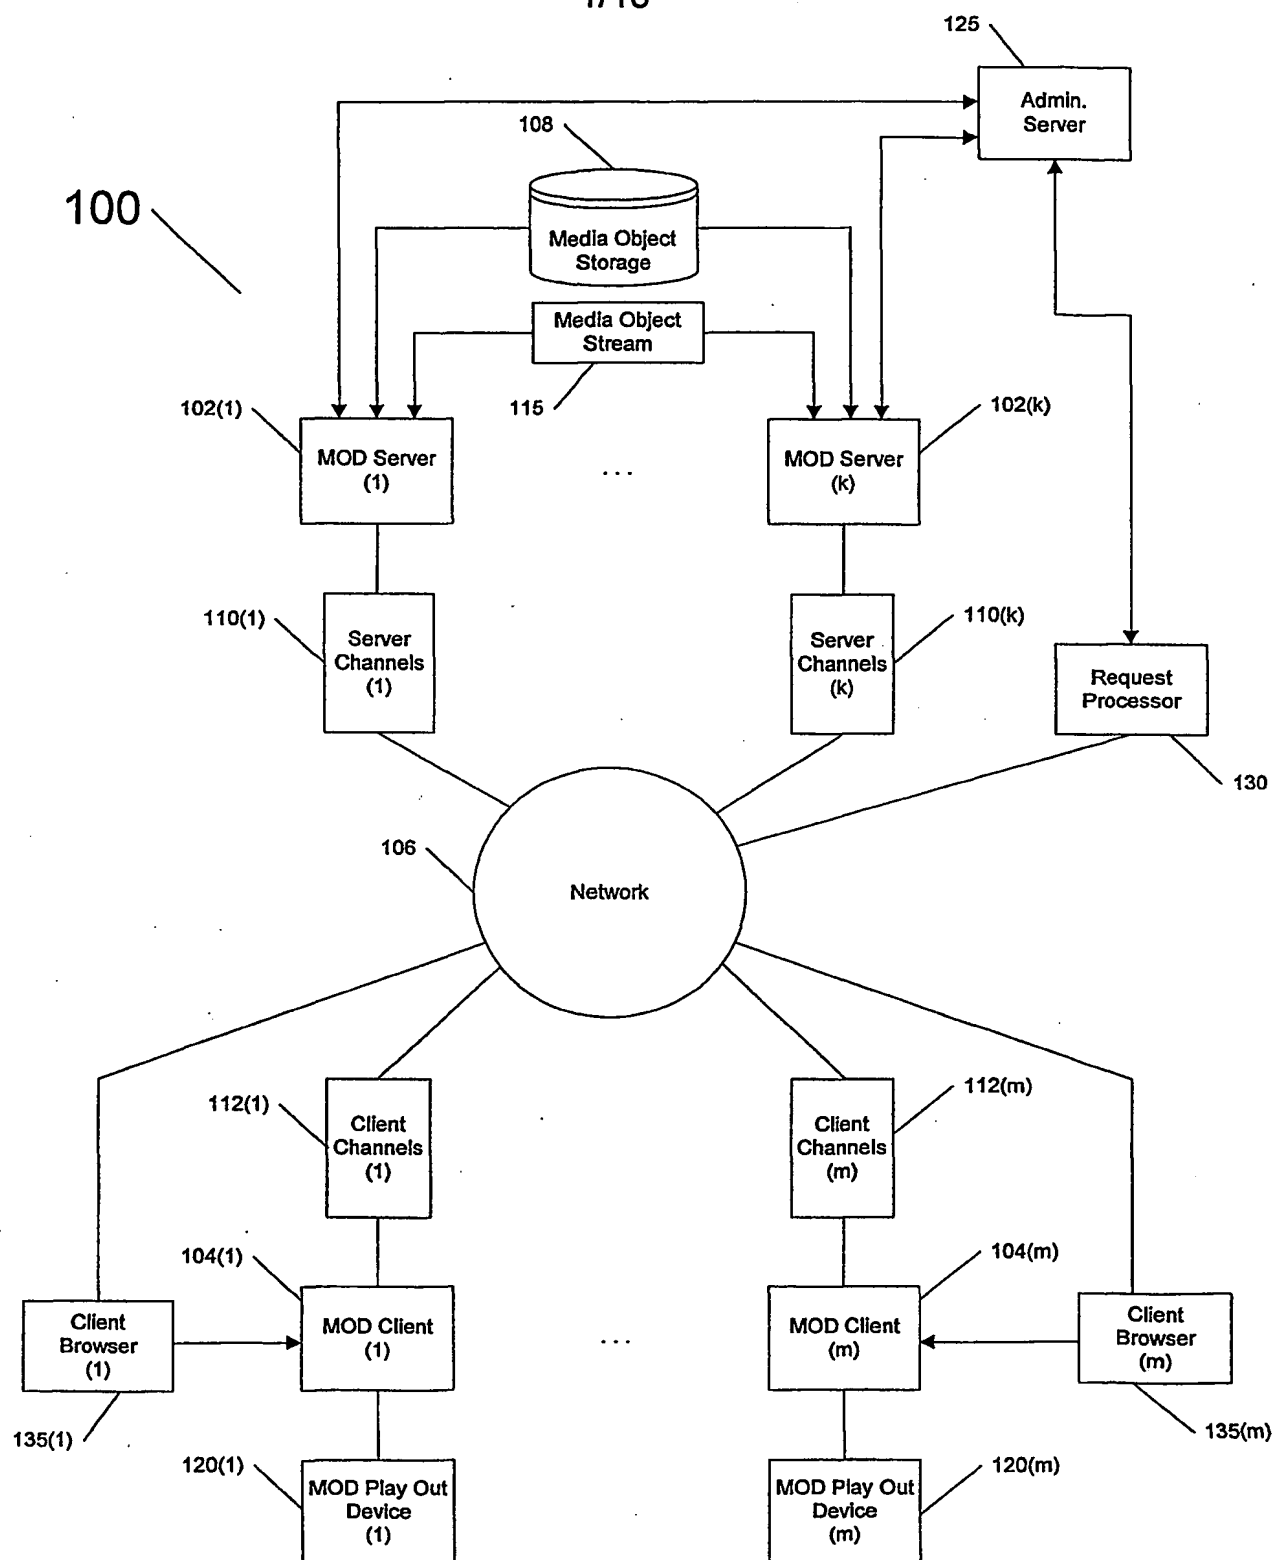 125
Admin.
Server
108
100
Media Object
Storage
Media Object
Stream
102(1)
115
102(k)
MOD Server
(1)
...
MOD Server
(k)
110(1)
Server
Channels
(1)
Server
Channels
(k)
110(k)
Request
Processor
130
106
Network
112(1)
Client
Channels
(1)
Client
Channels
(m)
112(m)
104(1)
104(m)
Client
Browser
(1)
MOD Client
(1)
...
MOD Client
(m)
Client
Browser
(m)
135(1)
135(m)
120(1)
MOD Play Out
Device
(1)
MOD Play Out
Device
(m)
120(m)